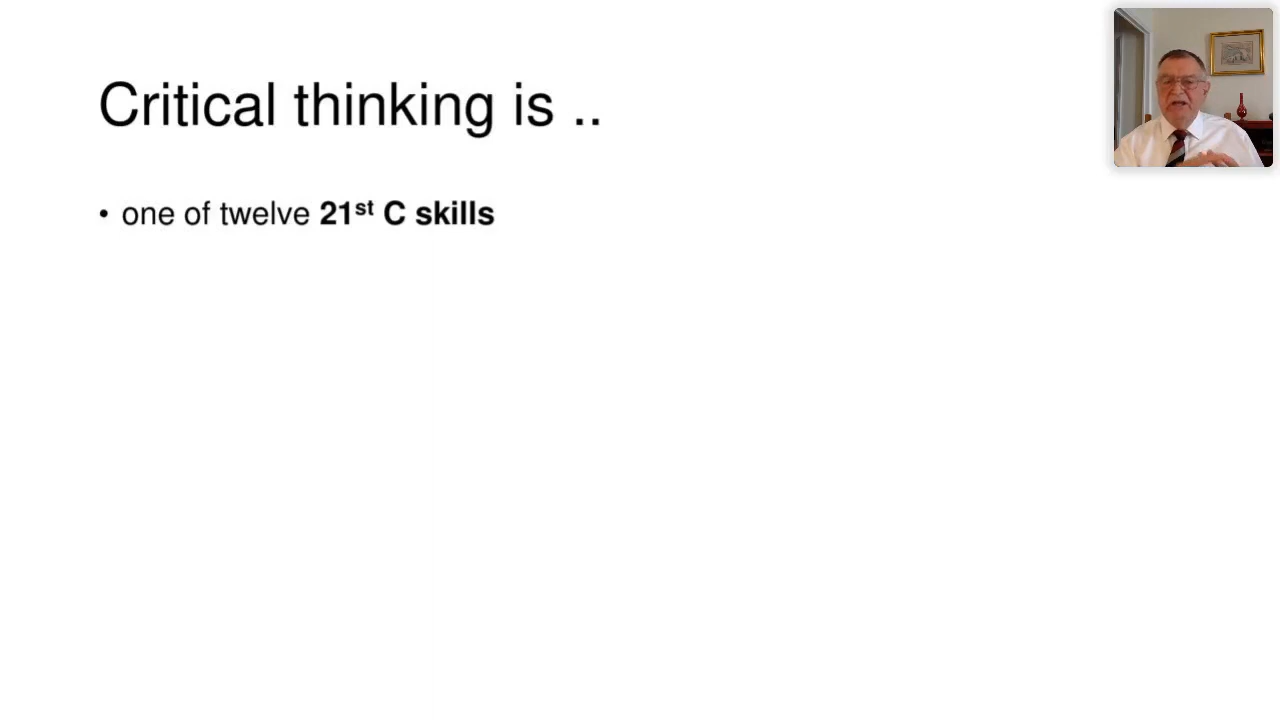 Critical thinking is ..
• one of twelve 21st C skills